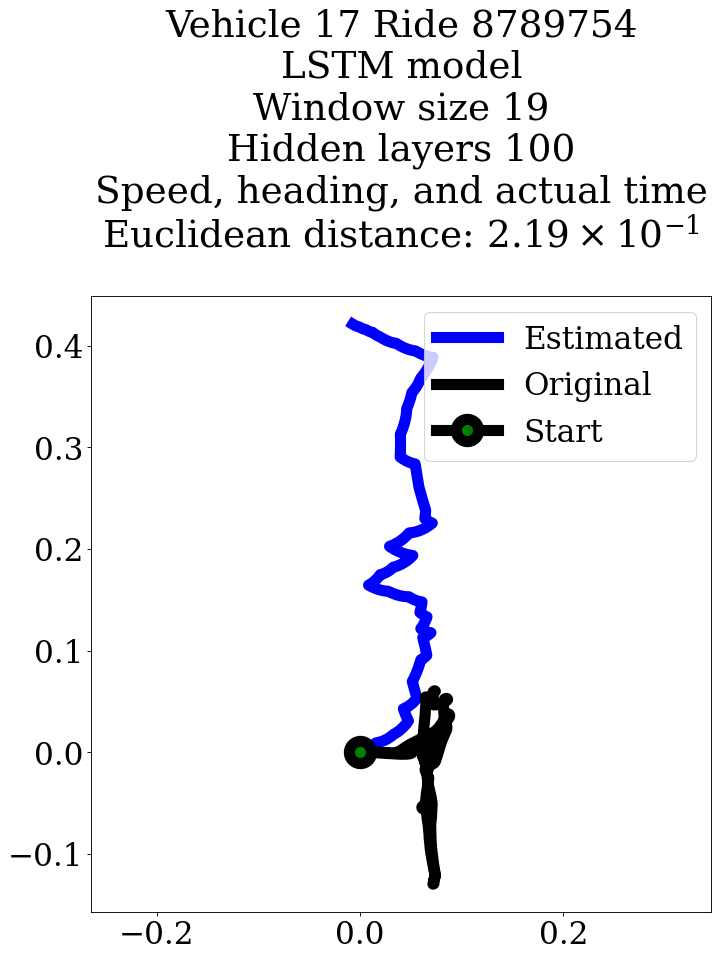 Vehicle 17 Ride 8789754
LSTM model
Window size 19
Hidden layers 100
Speed, heading, and actual time
Euclidean distance: 2.19 × 10⁻¹
Estimated
Original
Start
0.4
0.3
0.2
0.1
0.0
−0.1
−0.2 0.0 0.2